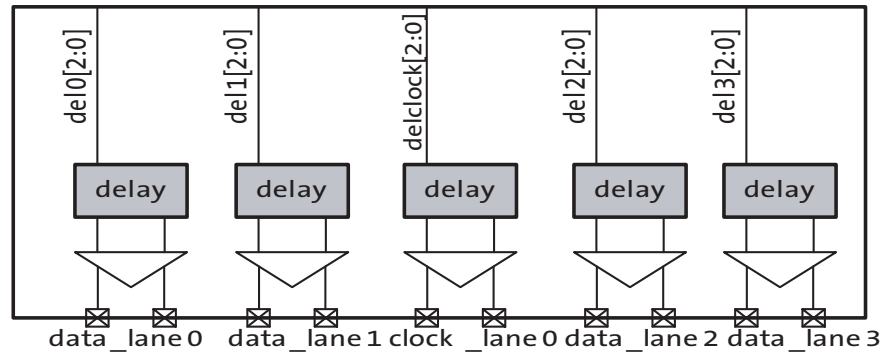 del0[2:0]
del1[2:0]
delclock[2:0]
del2[2:0]
del3[2:0]
delay delay delay delay delay
data_lane0 data_lane1 clock _lane0 data_lane2 data_lane3